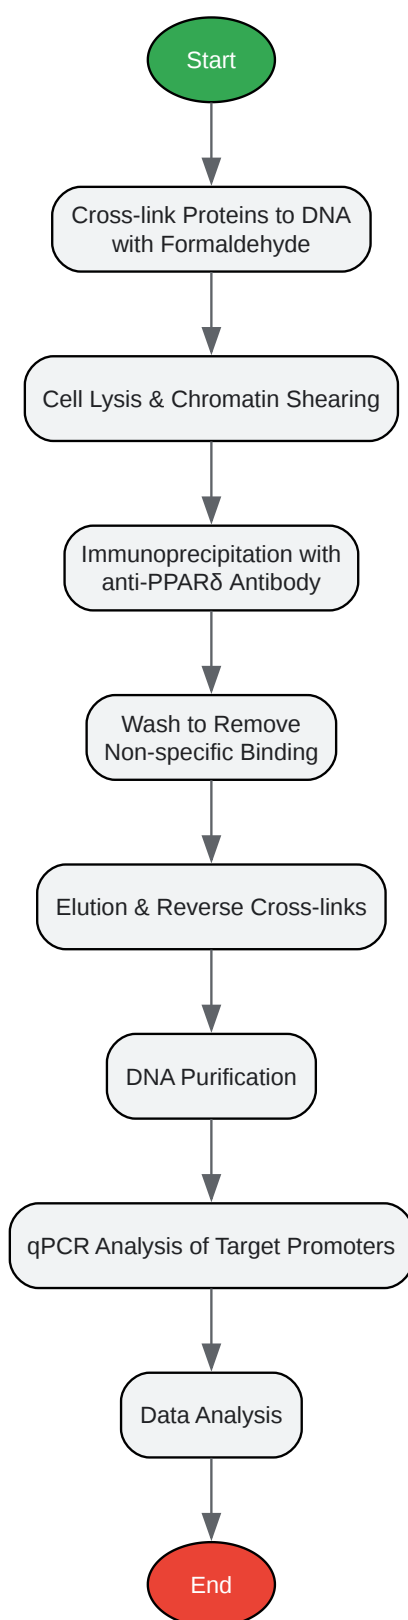 Start
Cross-link Proteins to DNA
with Formaldehyde
Cell Lysis & Chromatin Shearing
Immunoprecipitation with
anti-PPARδ Antibody
Wash to Remove
Non-specific Binding
Elution & Reverse Cross-links
DNA Purification
qPCR Analysis of Target Promoters
Data Analysis
End